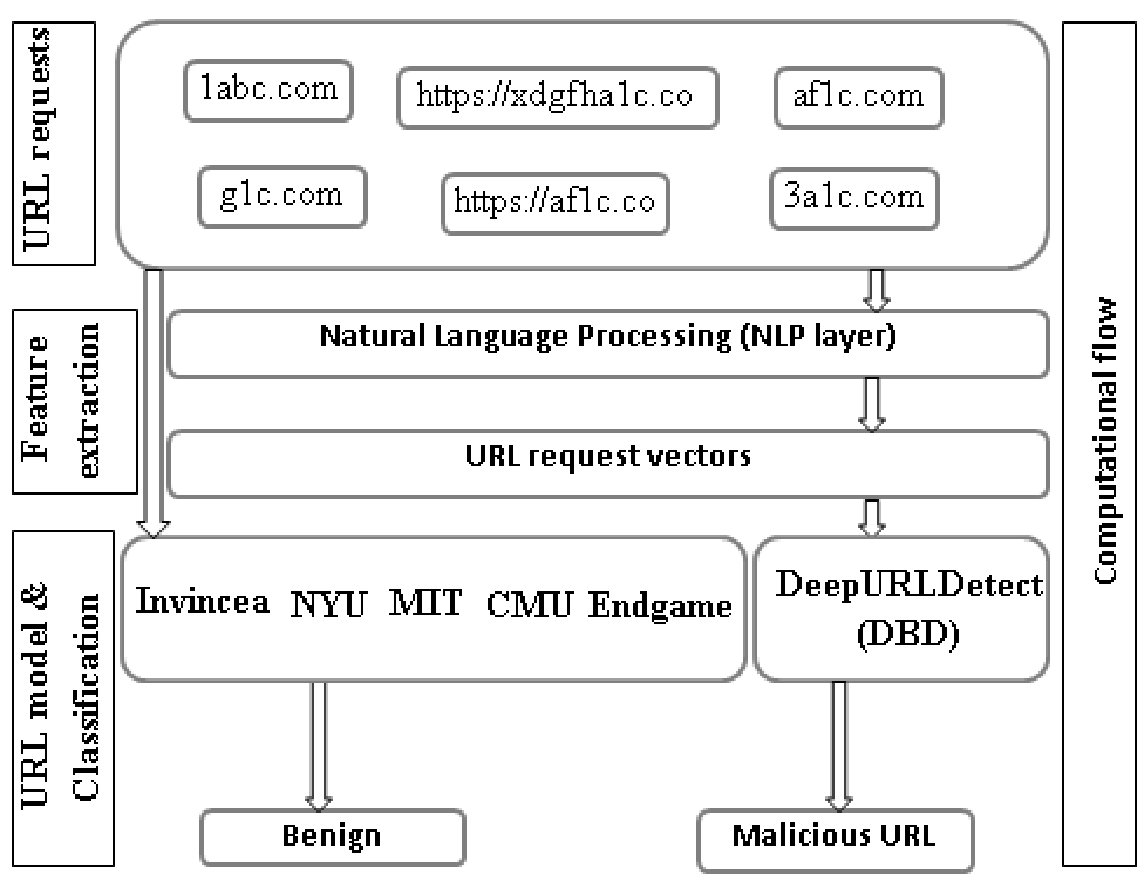 URL requests
1abc.com
https://xdgfha1c.co
af1c.com
g1c.com
https://af1c.co
3a1c.com
Feature
extraction
Natural Language Processing (NLP layer)
URL request vectors
URL model &
Classification
Invincea NYU MIT CMU Endgame
DeepURLDetect
(DBD)
Benign
Malicious URL
Computational flow